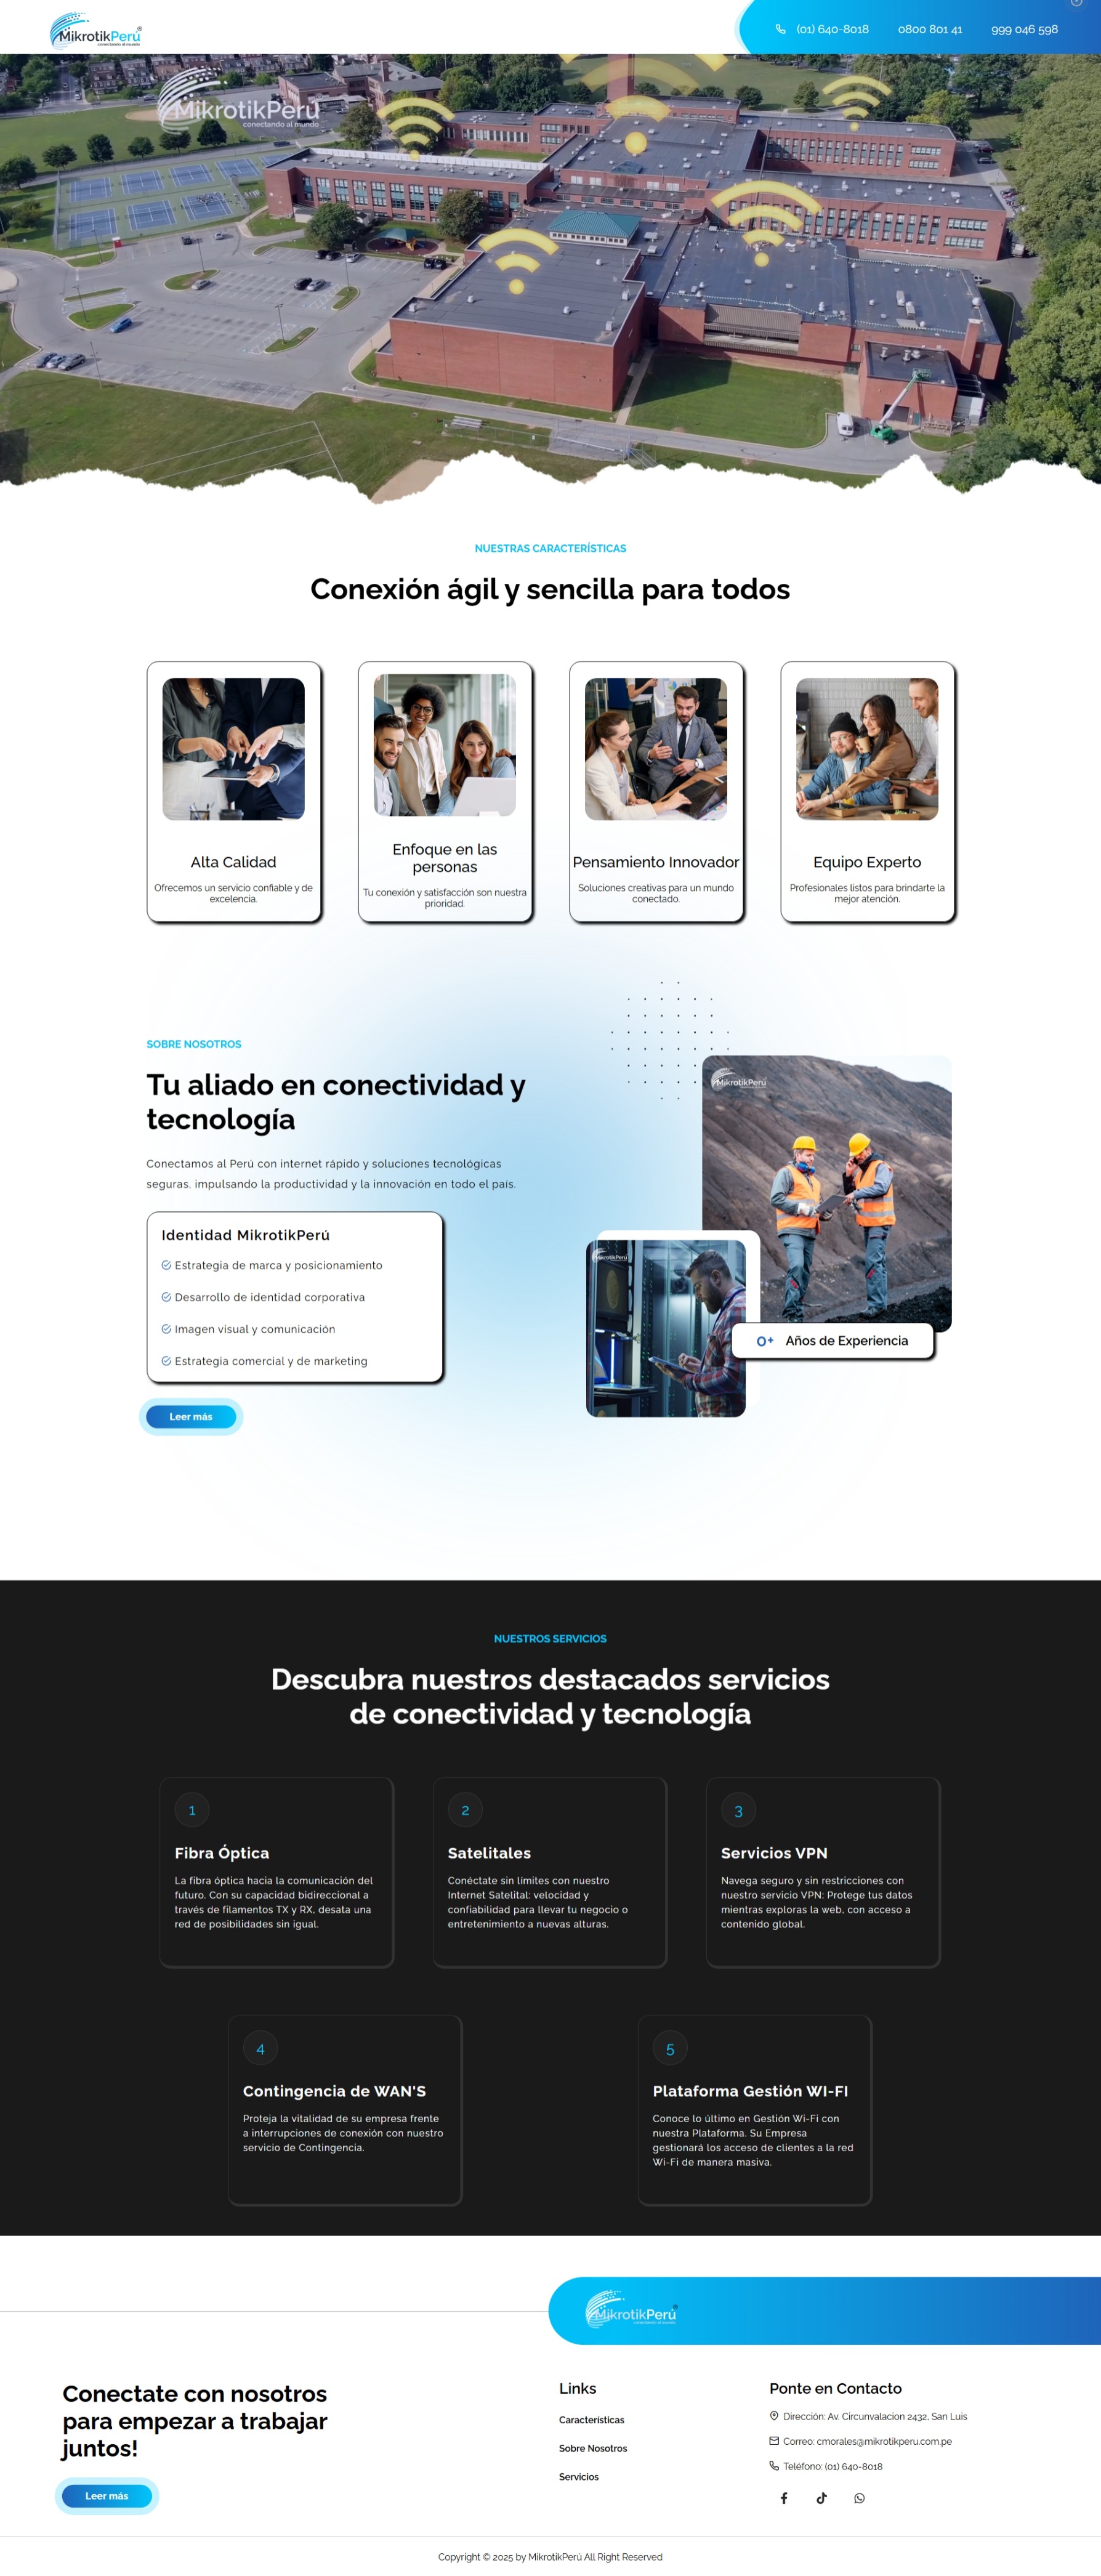 MikrotikPerú®
conectando al mundo
(01) 640-8018 0800 801 41 999 046 598
MikrotikPerú
conectando al mundo
NUESTRAS CARACTERÍSTICAS
Conexión ágil y sencilla para todos
Alta Calidad
Ofrecemos un servicio confiable y de
excelencia.
Enfoque en las
personas
Tu conexión y satisfacción son nuestra
prioridad.
Pensamiento Innovador
Soluciones creativas para un mundo
conectado.
Equipo Experto
Profesionales listos para brindarte la
mejor atención.
SOBRE NOSOTROS
Tu aliado en conectividad y
tecnología
Conectamos al Perú con internet rápido y soluciones tecnológicas
seguras, impulsando la productividad y la innovación en todo el país.
Identidad MikrotikPerú
Estrategia de marca y posicionamiento
Desarrollo de identidad corporativa
Imagen visual y comunicación
Estrategia comercial y de marketing
Leer más
MikrotikPerú
MikrotikPerú
0+ Años de Experiencia
NUESTROS SERVICIOS
Descubra nuestros destacados servicios
de conectividad y tecnología
1
Fibra Óptica
La fibra óptica hacia la comunicación del
futuro. Con su capacidad bidireccional a
través de filamentos TX y RX, desata una
red de posibilidades sin igual.
2
Satelitales
Conéctate sin límites con nuestro
Internet Satelital: velocidad y
confiabilidad para llevar tu negocio o
entretenimiento a nuevas alturas.
3
Servicios VPN
Navega seguro y sin restricciones con
nuestro servicio VPN: Protege tus datos
mientras exploras la web, con acceso a
contenido global.
4
Contingencia de WAN'S
Proteja la vitalidad de su empresa frente
a interrupciones de conexión con nuestro
servicio de Contingencia.
5
Plataforma Gestión WI-FI
Conoce lo último en Gestión Wi-Fi con
nuestra Plataforma. Su Empresa
gestionará los acceso de clientes a la red
Wi-Fi de manera masiva.
MikrotikPerú®
conectando al mundo
Conectate con nosotros
para empezar a trabajar
juntos!
Leer más
Links
Características
Sobre Nosotros
Servicios
Ponte en Contacto
Dirección: Av. Circunvalacion 2432, San Luis
Correo: cmorales@mikrotikperu.com.pe
Teléfono: (01) 640-8018
Copyright © 2025 by MikrotikPerú All Right Reserved